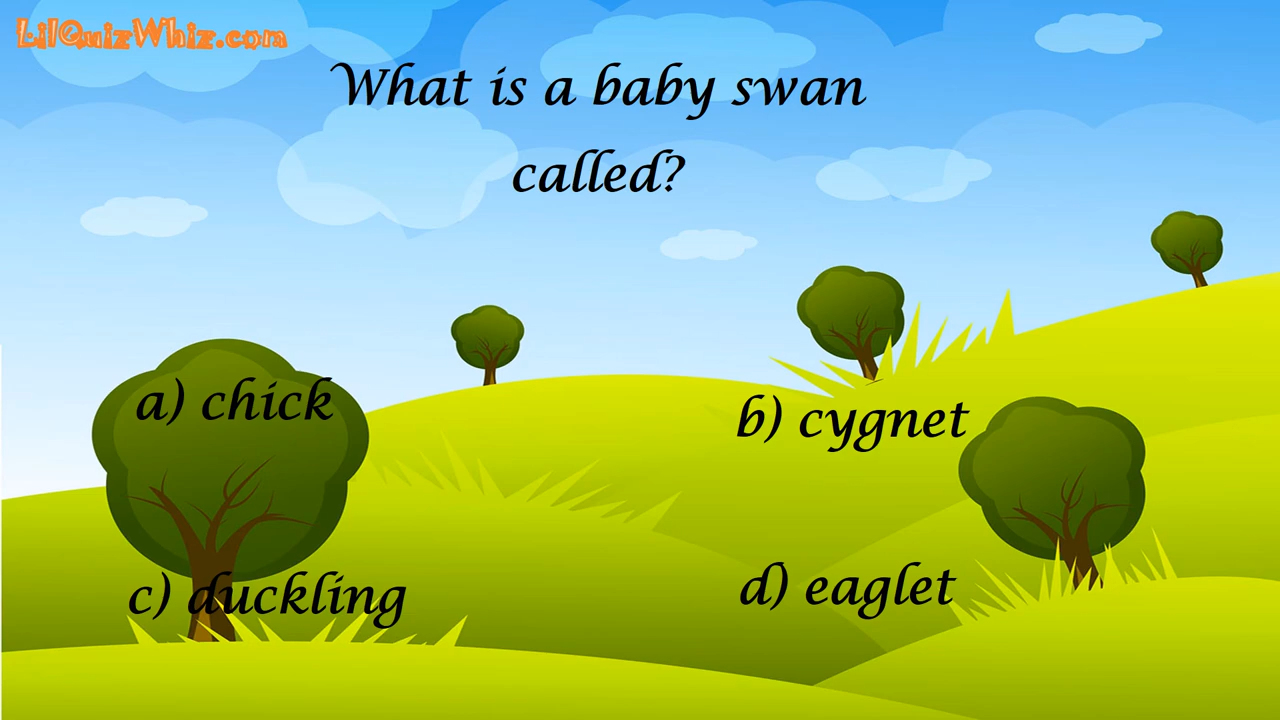 LilQuizWhiz.com
What is a baby swan
called?
a) chick
b) cygnet
c) duckling
d) eaglet